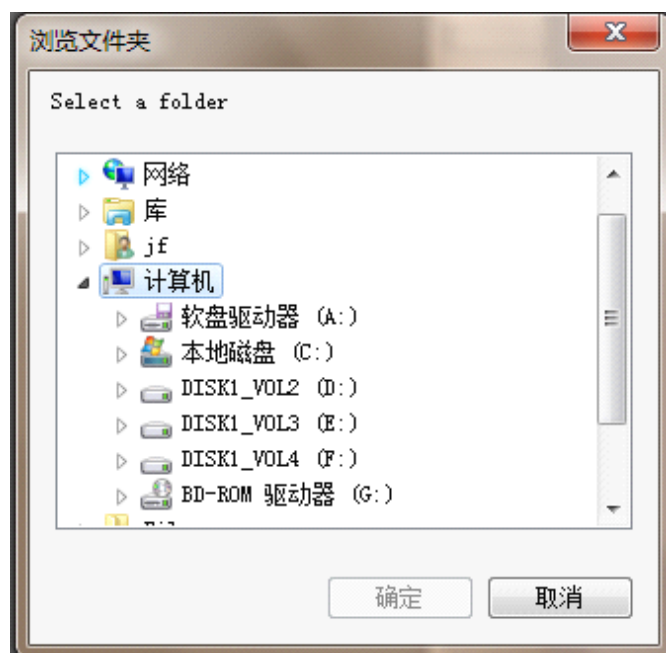 浏览文件夹
Select a folder
网络
库
jf
计算机
软盘驱动器 (A:)
本地磁盘 (C:)
DISK1_VOL2 (D:)
DISK1_VOL3 (E:)
DISK1_VOL4 (F:)
BD-ROM 驱动器 (G:)
确定
取消